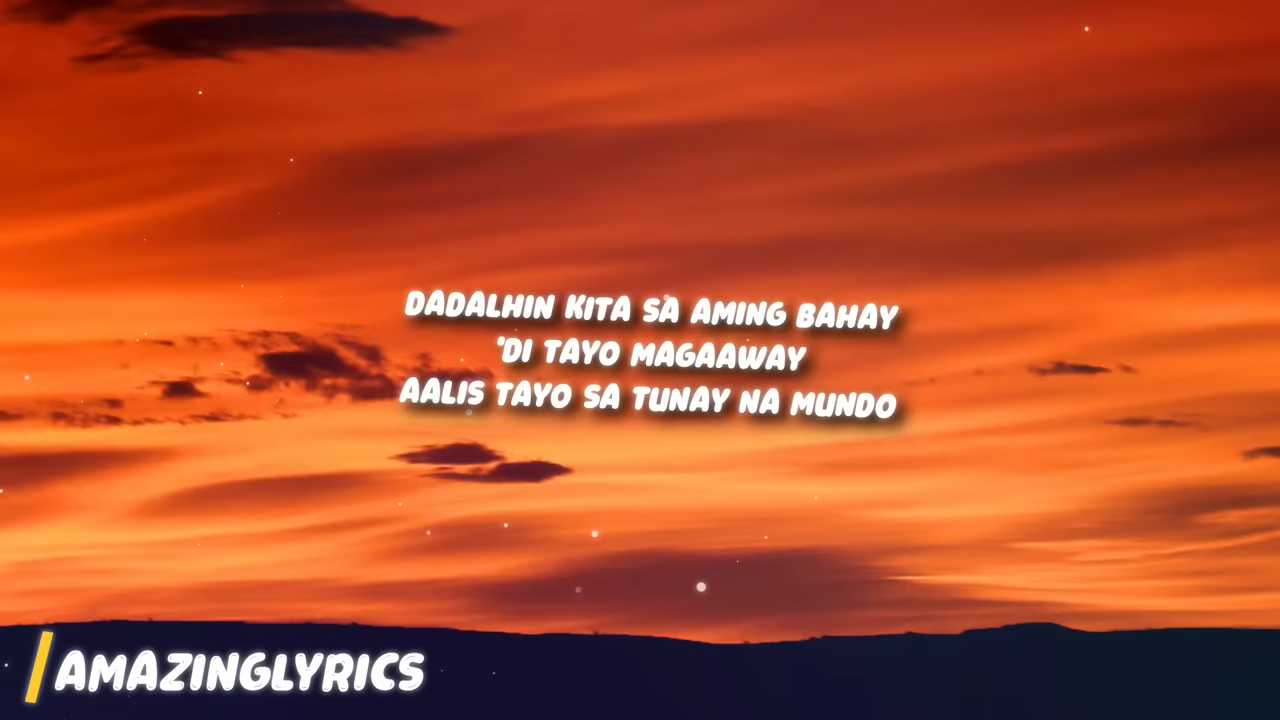 DADALHIN KITA SA AMING BAHAY
'DI TAYO MAGAAWAY
AALIS TAYO SA TUNAY NA MUNDO
AMAZINGLYRICS